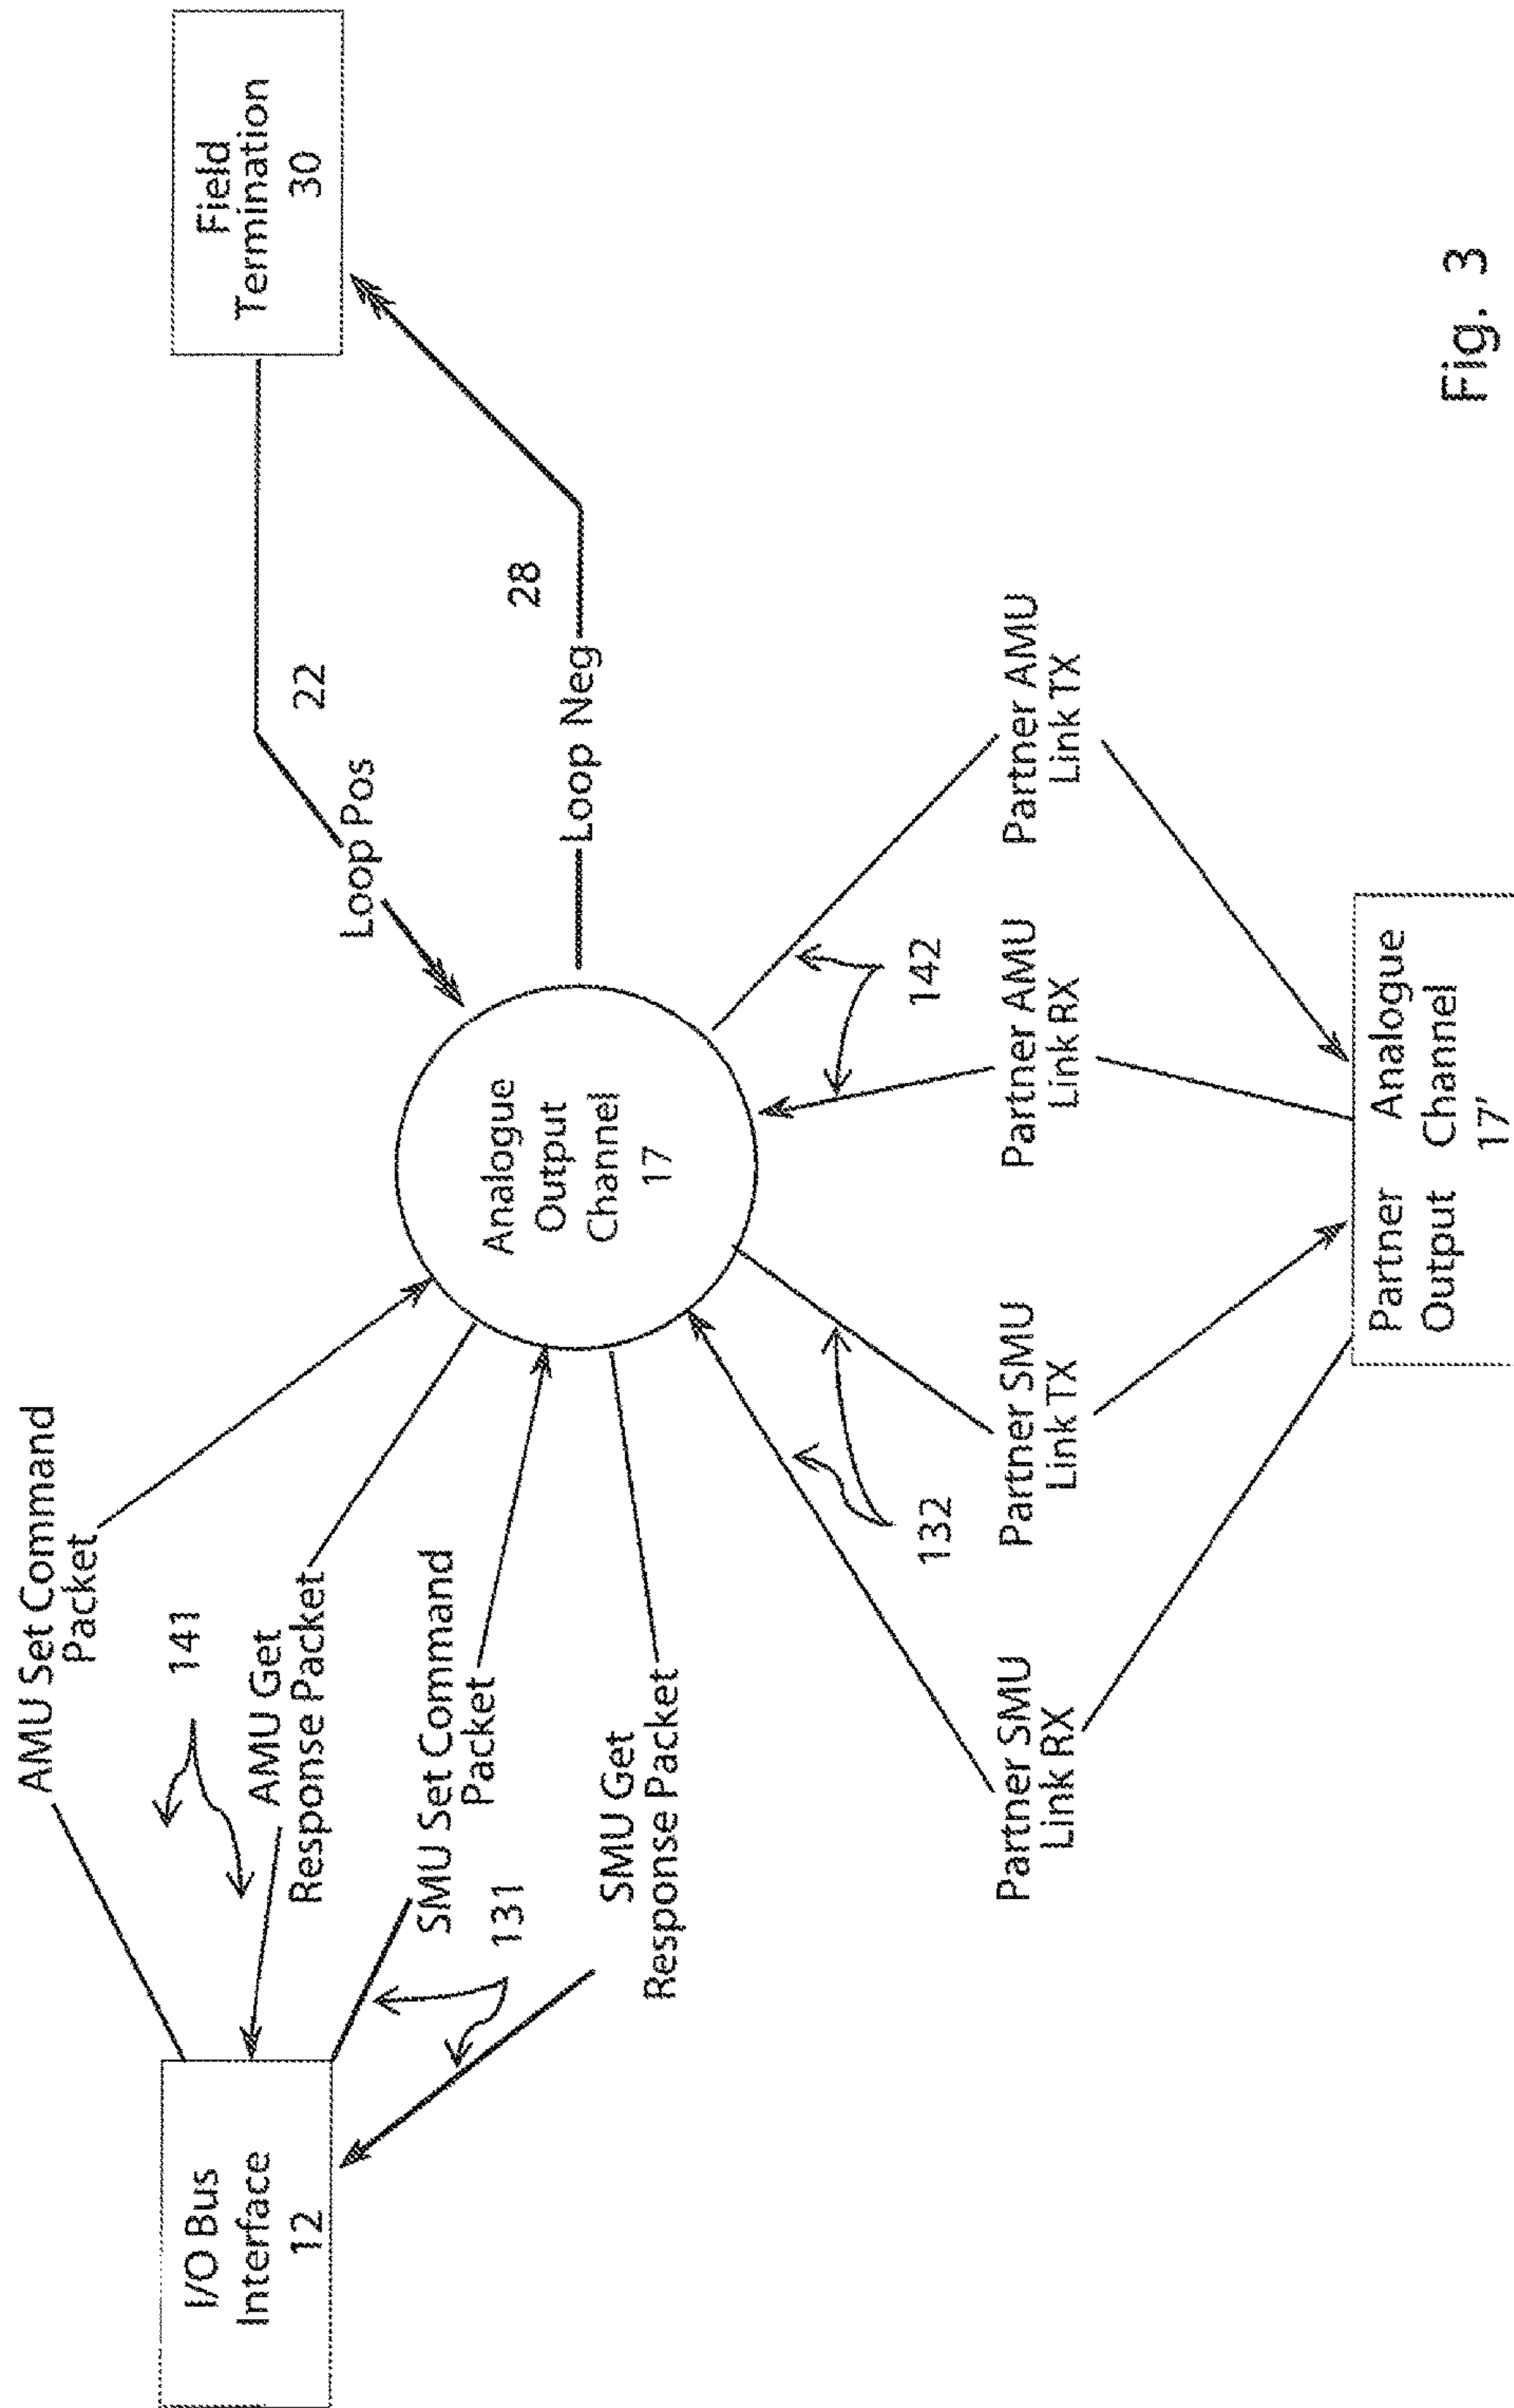 AMU Set Command
Packet
141
AMU Get
Response Packet
SMU Set Command
Packet
131
SMU Get
Response Packet
I/O Bus
Interface
12
Analogue
Output
Channel
17
Loop Pos
22
Loop Neg
28
Field
Termination
30
132
142
Partner SMU
Link RX
Partner SMU
Link TX
Partner AMU
Link RX
Partner AMU
Link TX
Partner Analogue
Output Channel
17'
Fig. 3